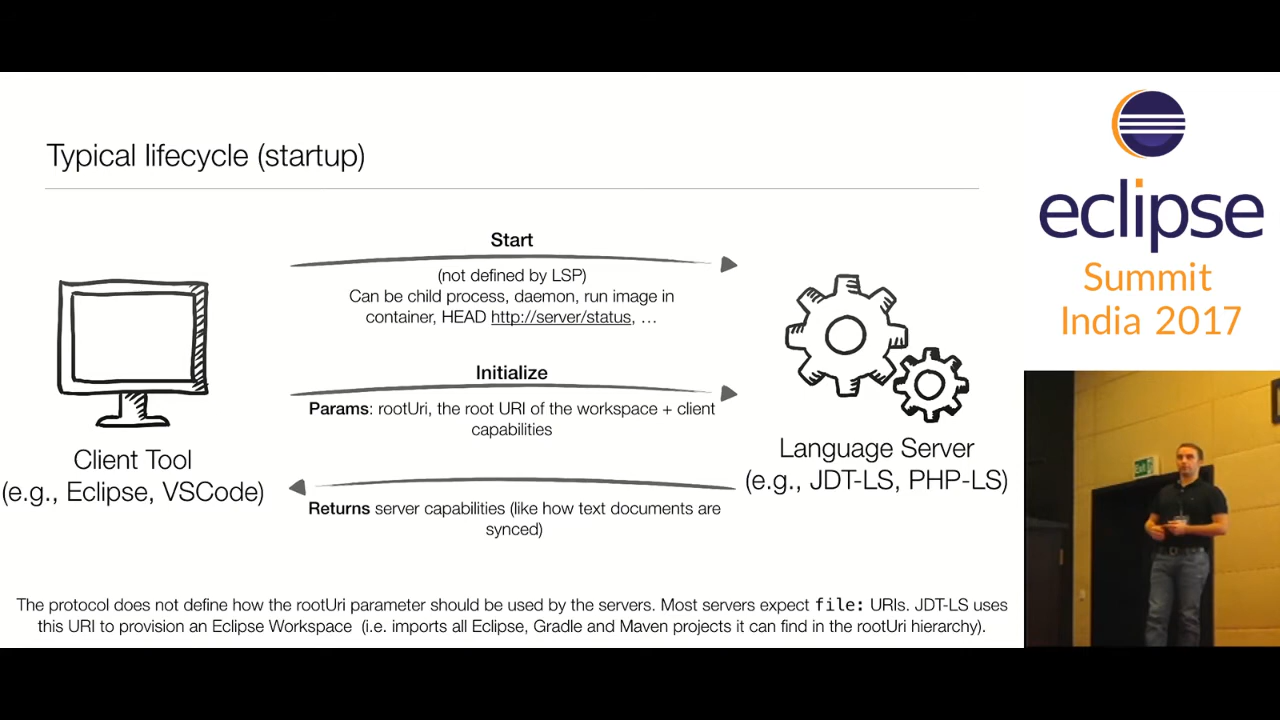 Typical lifecycle (startup)
Start
(not defined by LSP)
Can be child process, daemon, run image in
container, HEAD http://server/status, …
Initialize
Params: rootUri, the root URI of the workspace + client
capabilities
Returns server capabilities (like how text documents are
synced)
Client Tool
(e.g., Eclipse, VSCode)
Language Server
(e.g., JDT-LS, PHP-LS)
The protocol does not define how the rootUri parameter should be used by the servers. Most servers expect file: URIs. JDT-LS uses
this URI to provision an Eclipse Workspace (i.e. imports all Eclipse, Gradle and Maven projects it can find in the rootUri hierarchy).
eclipse
Summit
India 2017
Exit